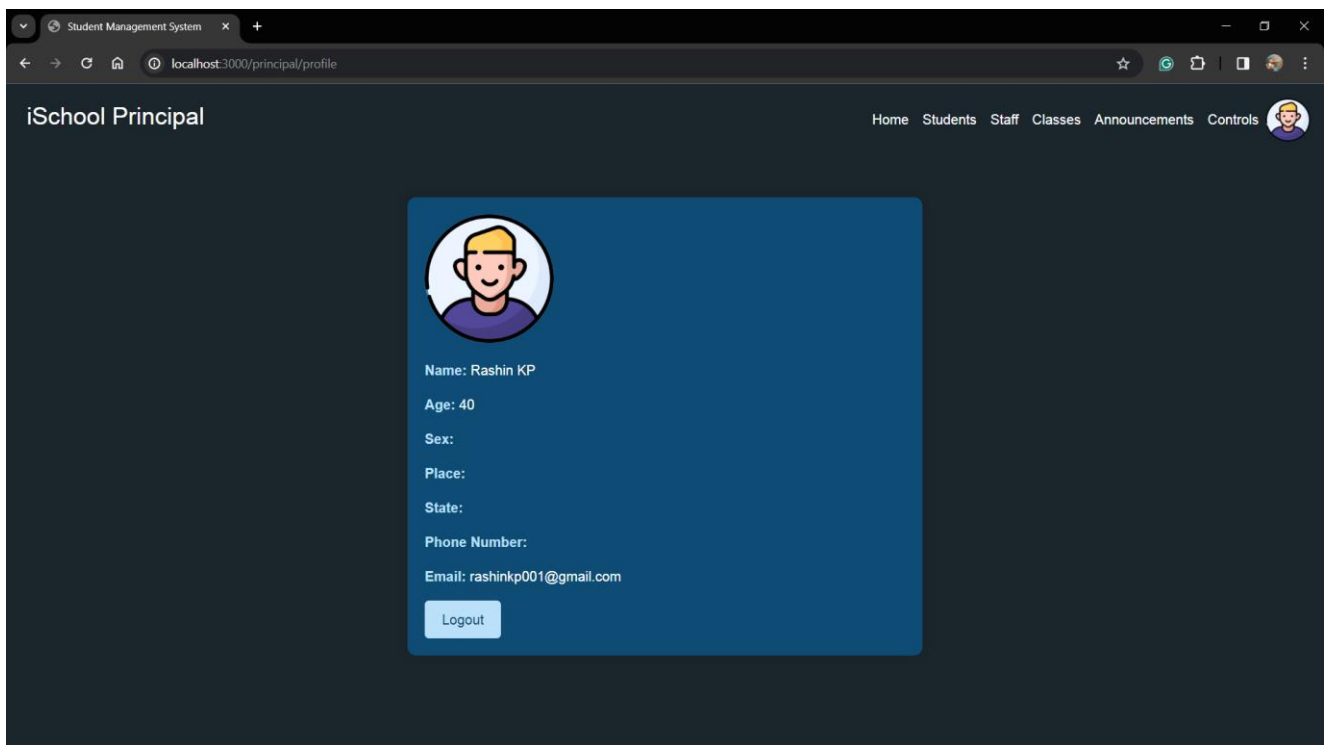 Student Management System
localhost:3000/principal/profile
iSchool Principal
Home Students Staff Classes Announcements Controls
Name: Rashin KP
Age: 40
Sex:
Place:
State:
Phone Number:
Email: rashinkp001@gmail.com
Logout